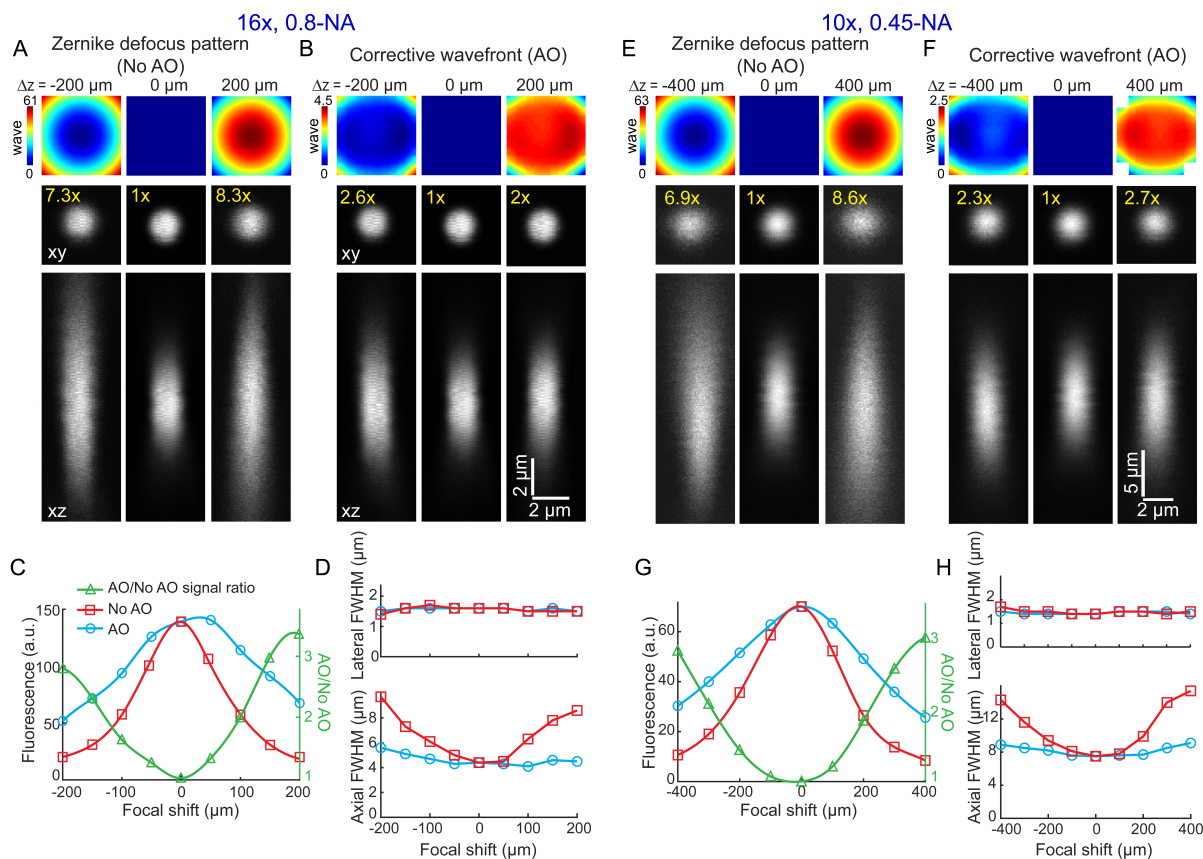 16x, 0.8-NA
10x, 0.45-NA
A
Zernike defocus pattern
(No AO)
Δz = -200 µm 0 µm 200 µm
61
wave
0
7.3x
1x
8.3x
xy
xz
B
Corrective wavefront (AO)
Δz = -200 µm 0 µm 200 µm
4.5
wave
0
2.6x
1x
2x
xy
xz
2 µm
2 µm
E
Zernike defocus pattern
(No AO)
Δz = -400 µm 0 µm 400 µm
63
wave
0
6.9x
1x
8.6x
F
Corrective wavefront (AO)
Δz = -400 µm 0 µm 400 µm
2.5
wave
0
2.3x
1x
2.7x
5 µm
2 µm
C
AO/No AO signal ratio
No AO
AO
Fluorescence (a.u.)
150
100
50
0
3
2
1
AO/No AO
-200 -100 0 100 200
Focal shift (µm)
D
Lateral FWHM (µm)
2
1
0
Axial FWHM (µm)
8
6
4
2
0
-200 -100 0 100 200
Focal shift (µm)
G
Fluorescence (a.u.)
60
40
20
0
3
2
1
AO/No AO
-400 -200 0 200 400
Focal shift (µm)
H
Lateral FWHM (µm)
2
1
0
Axial FWHM (µm)
12
8
4
0
-400 -200 0 200 400
Focal shift (µm)